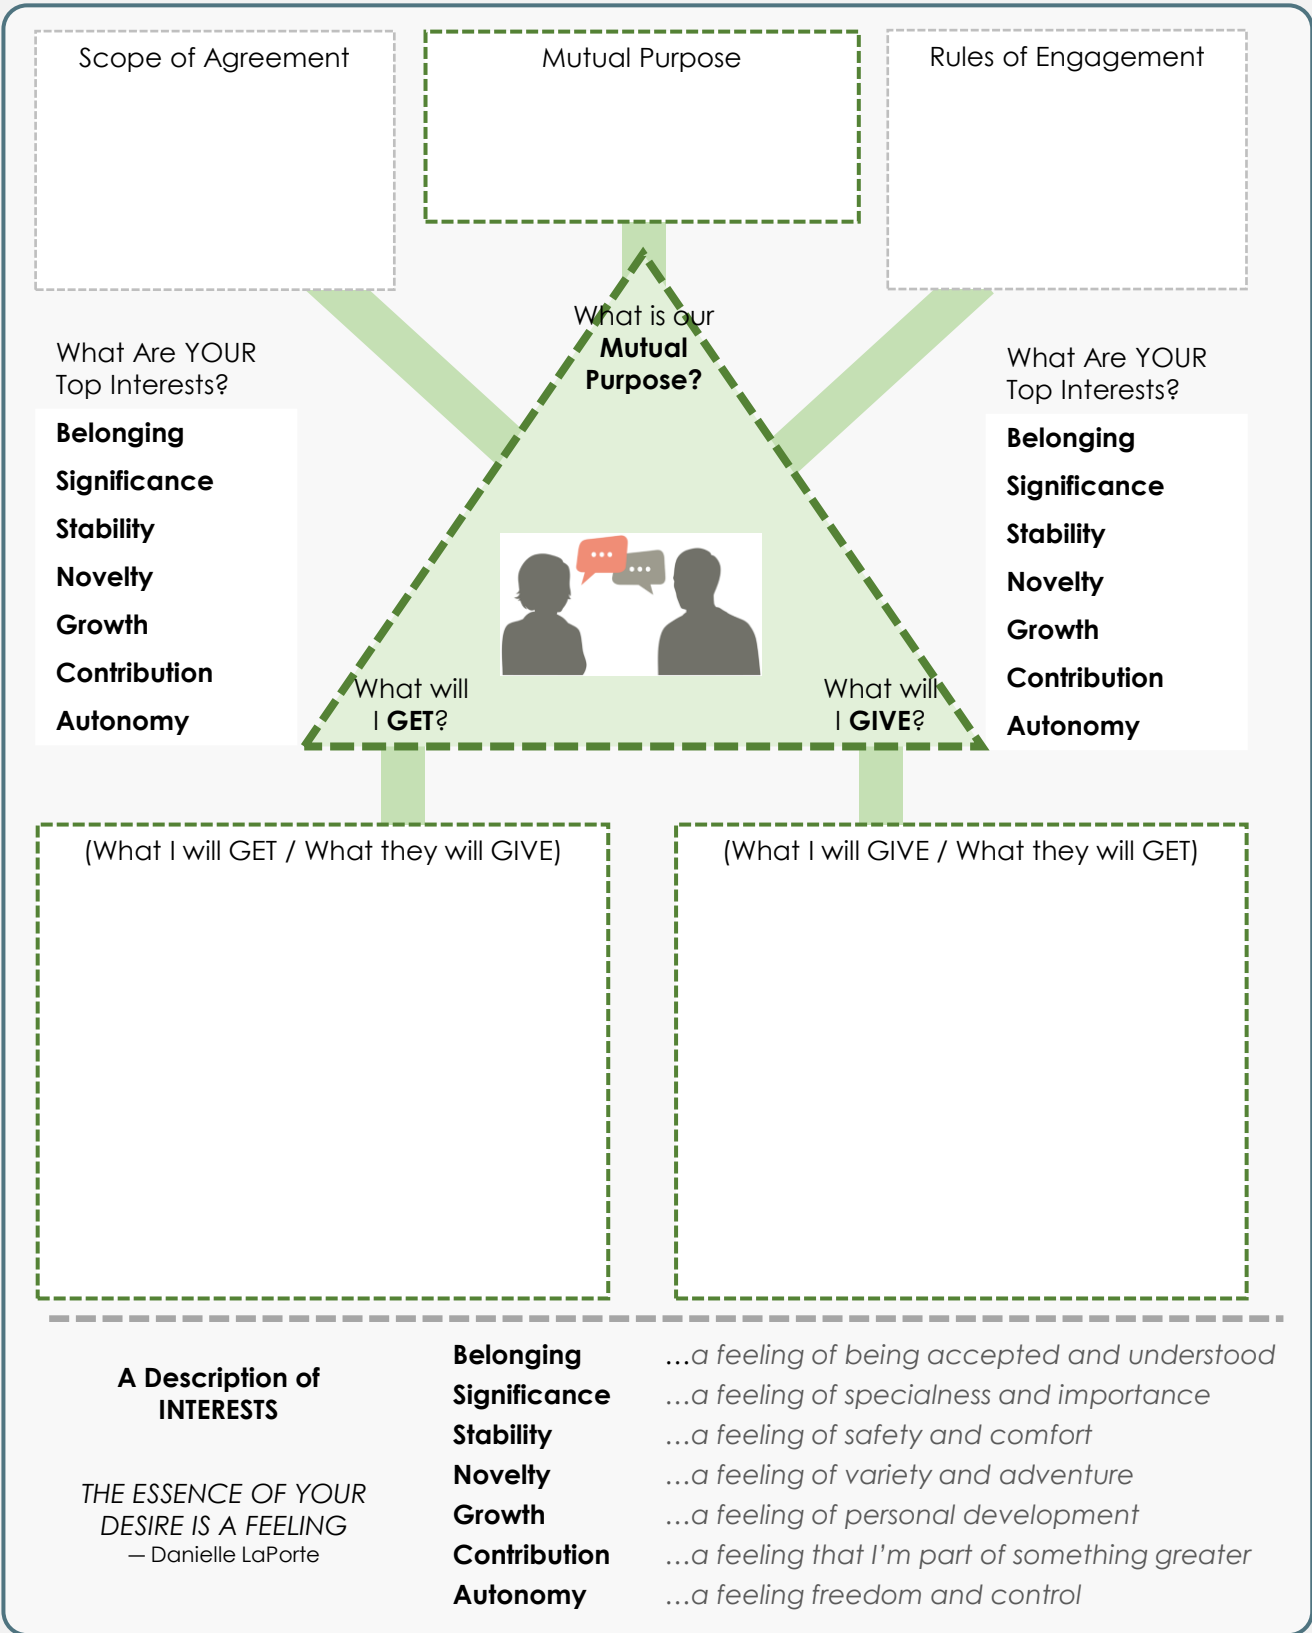 Scope of Agreement
Mutual Purpose
Rules of Engagement
What is our
Mutual
Purpose?
What Are YOUR
Top Interests?
Belonging
Significance
Stability
Novelty
Growth
Contribution
Autonomy
What Are YOUR
Top Interests?
Belonging
Significance
Stability
Novelty
Growth
Contribution
Autonomy
What will
I GET?
What will
I GIVE?
(What I will GET / What they will GIVE)
(What I will GIVE / What they will GET)
A Description of
INTERESTS
THE ESSENCE OF YOUR
DESIRE IS A FEELING
— Danielle LaPorte
Belonging ...a feeling of being accepted and understood
Significance ...a feeling of specialness and importance
Stability ...a feeling of safety and comfort
Novelty ...a feeling of variety and adventure
Growth ...a feeling of personal development
Contribution ...a feeling that I'm part of something greater
Autonomy ...a feeling freedom and control